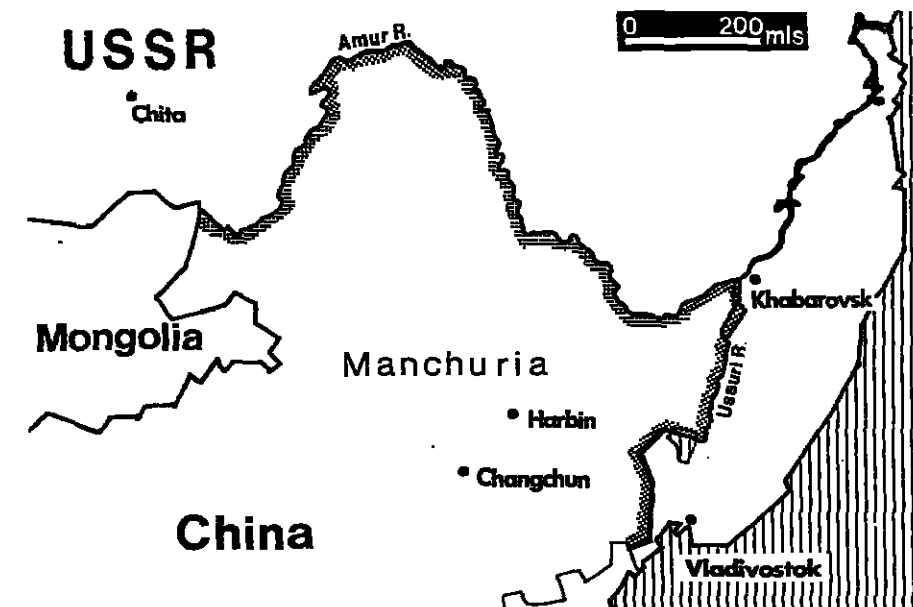 USSR
Amur R.
0 200 mls
Chita
Khabarovsk
Mongolia
Manchuria
Ussuri R.
Harbin
Changchun
China
Vladivostok